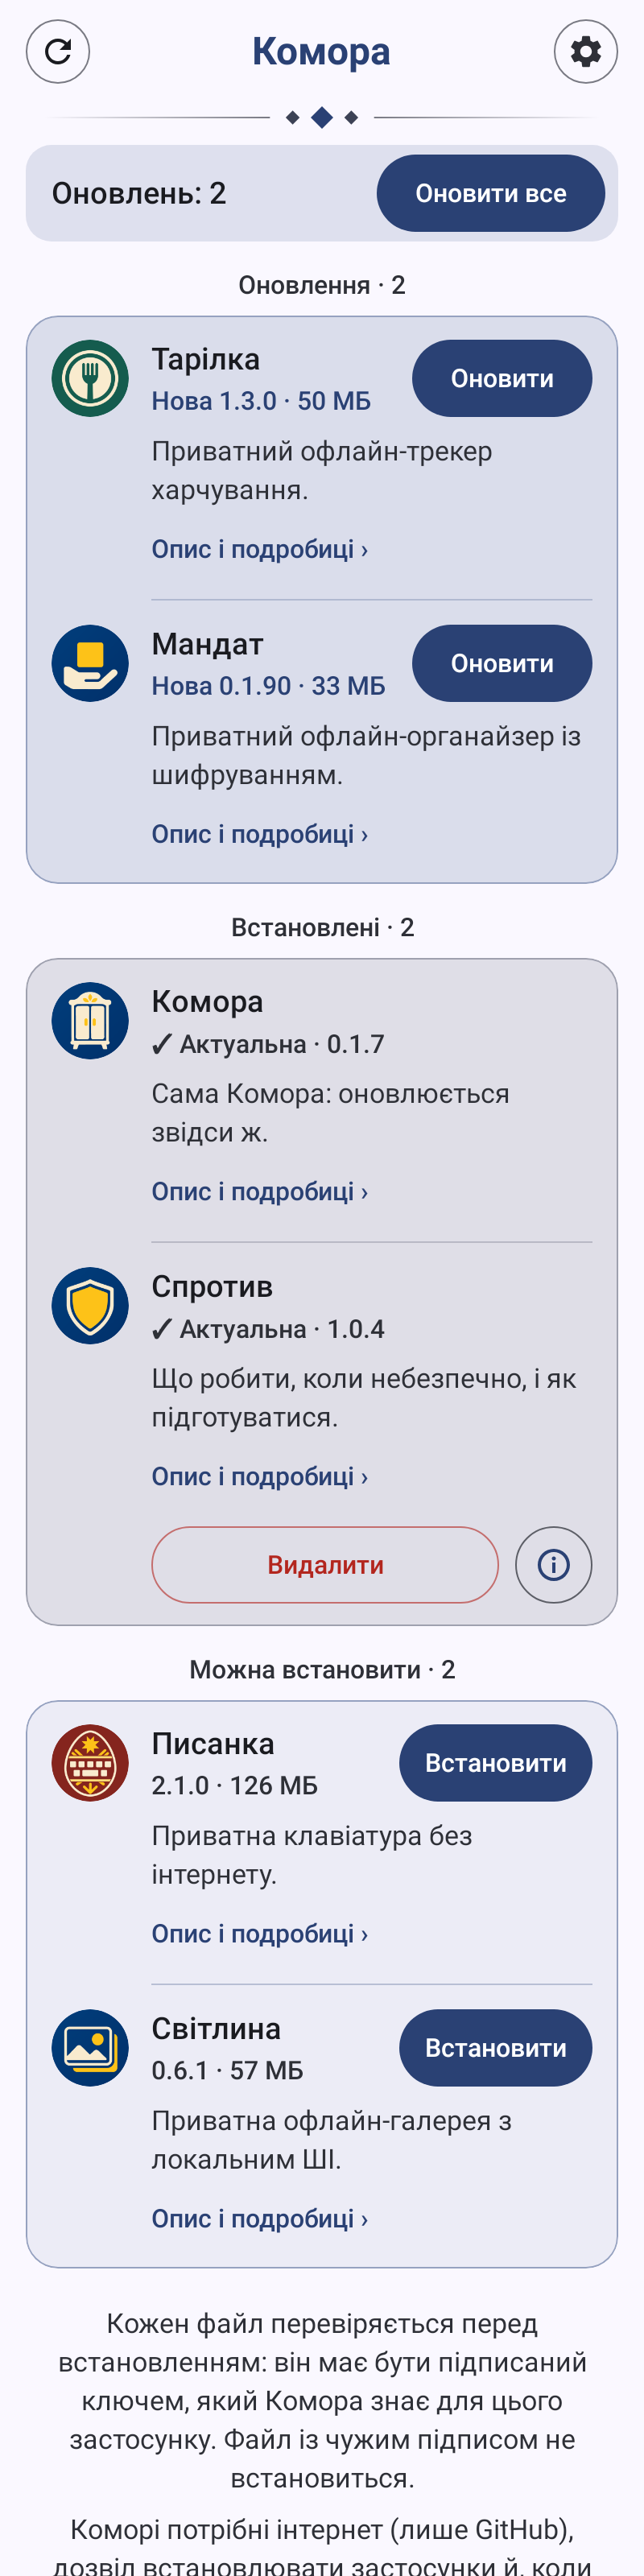 Комора
Оновлень: 2
Оновити все
Оновлення · 2
Тарілка
Нова 1.3.0 · 50 МБ
Оновити
Приватний офлайн-трекер
харчування.
Опис і подробиці ›
Мандат
Нова 0.1.90 · 33 МБ
Оновити
Приватний офлайн-органайзер із
шифруванням.
Опис і подробиці ›
Встановлені · 2
Комора
✓ Актуальна · 0.1.7
Сама Комора: оновлюється
звідси ж.
Опис і подробиці ›
Спротив
✓ Актуальна · 1.0.4
Що робити, коли небезпечно, і як
підготуватися.
Опис і подробиці ›
Видалити
Можна встановити · 2
Писанка
2.1.0 · 126 МБ
Встановити
Приватна клавіатура без
інтернету.
Опис і подробиці ›
Світлина
0.6.1 · 57 МБ
Встановити
Приватна офлайн-галерея з
локальним ШІ.
Опис і подробиці ›
Кожен файл перевіряється перед
встановленням: він має бути підписаний
ключем, який Комора знає для цього
застосунку. Файл із чужим підписом не
встановиться.
Коморі потрібні інтернет (лише GitHub),
дозвіл встановлювати застосунки й, коли